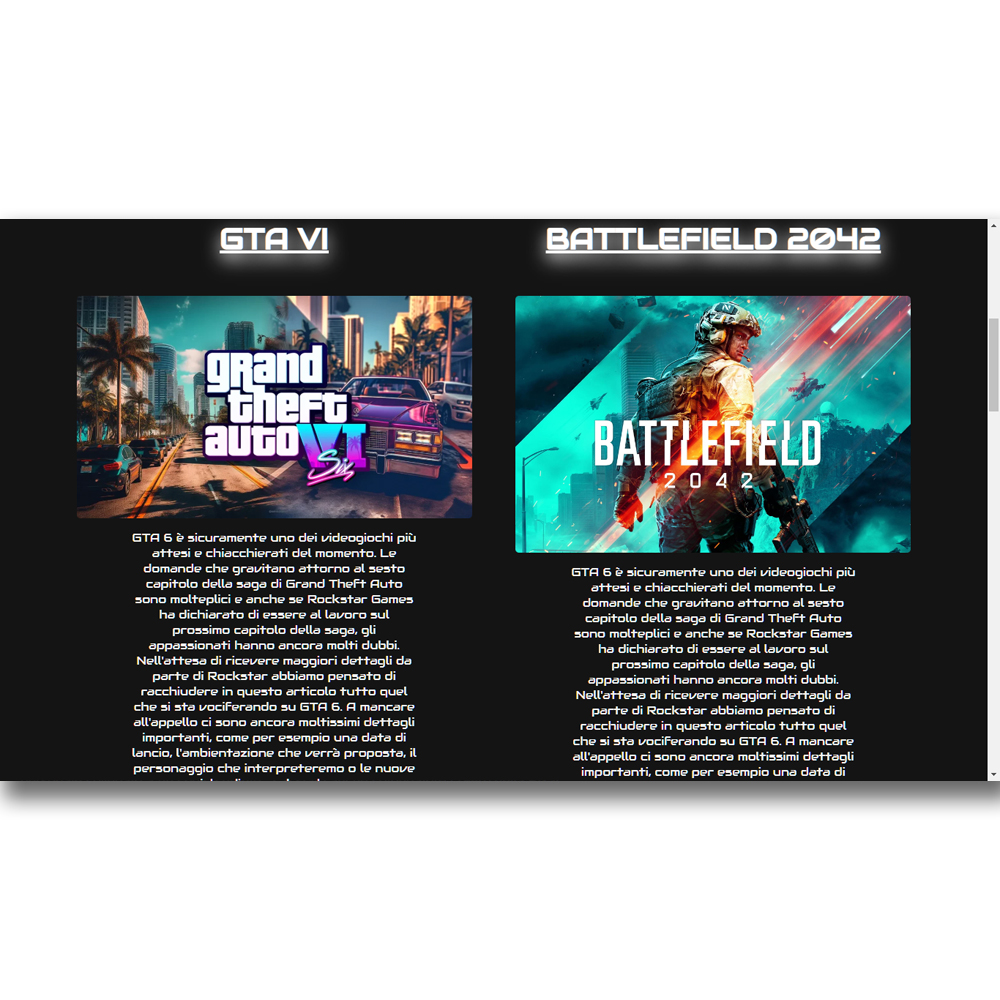 GTA VI
grand
theft
auto VI
Six
GTA 6 è sicuramente uno dei videogiochi più
attesi e chiacchierati del momento. Le
domande che gravitano attorno al sesto
capitolo della saga di Grand Theft Auto
sono molteplici e anche se Rockstar Games
ha dichiarato di essere al lavoro sul
prossimo capitolo della saga, gli
appassionati hanno ancora molti dubbi.
Nell'attesa di ricevere maggiori dettagli da
parte di Rockstar abbiamo pensato di
racchiudere in questo articolo tutto quel
che si sta vociferando su GTA 6. A mancare
all'appello ci sono ancora moltissimi dettagli
importanti, come per esempio una data di
lancio, l'ambientazione che verrà proposta, il
personaggio che interpreteremo o le nuove
BATTLEFIELD 2042
BATTLEFIELD
2042
GTA 6 è sicuramente uno dei videogiochi più
attesi e chiacchierati del momento. Le
domande che gravitano attorno al sesto
capitolo della saga di Grand Theft Auto
sono molteplici e anche se Rockstar Games
ha dichiarato di essere al lavoro sul
prossimo capitolo della saga, gli
appassionati hanno ancora molti dubbi.
Nell'attesa di ricevere maggiori dettagli da
parte di Rockstar abbiamo pensato di
racchiudere in questo articolo tutto quel
che si sta vociferando su GTA 6. A mancare
all'appello ci sono ancora moltissimi dettagli
importanti, come per esempio una data di